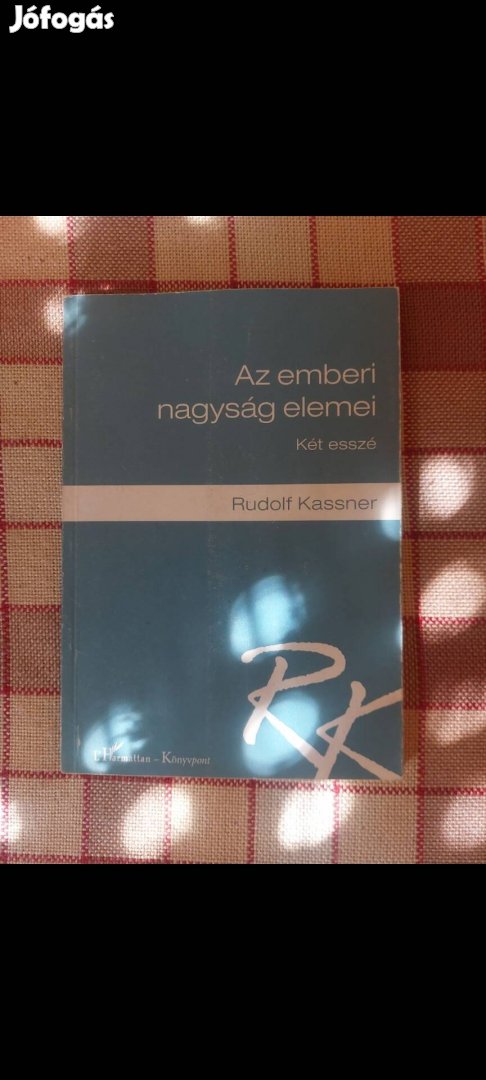 Jófogás
Az emberi
nagyság elemei
Két esszé
Rudolf Kassner
RK
L'Harmattan – Könyvpont